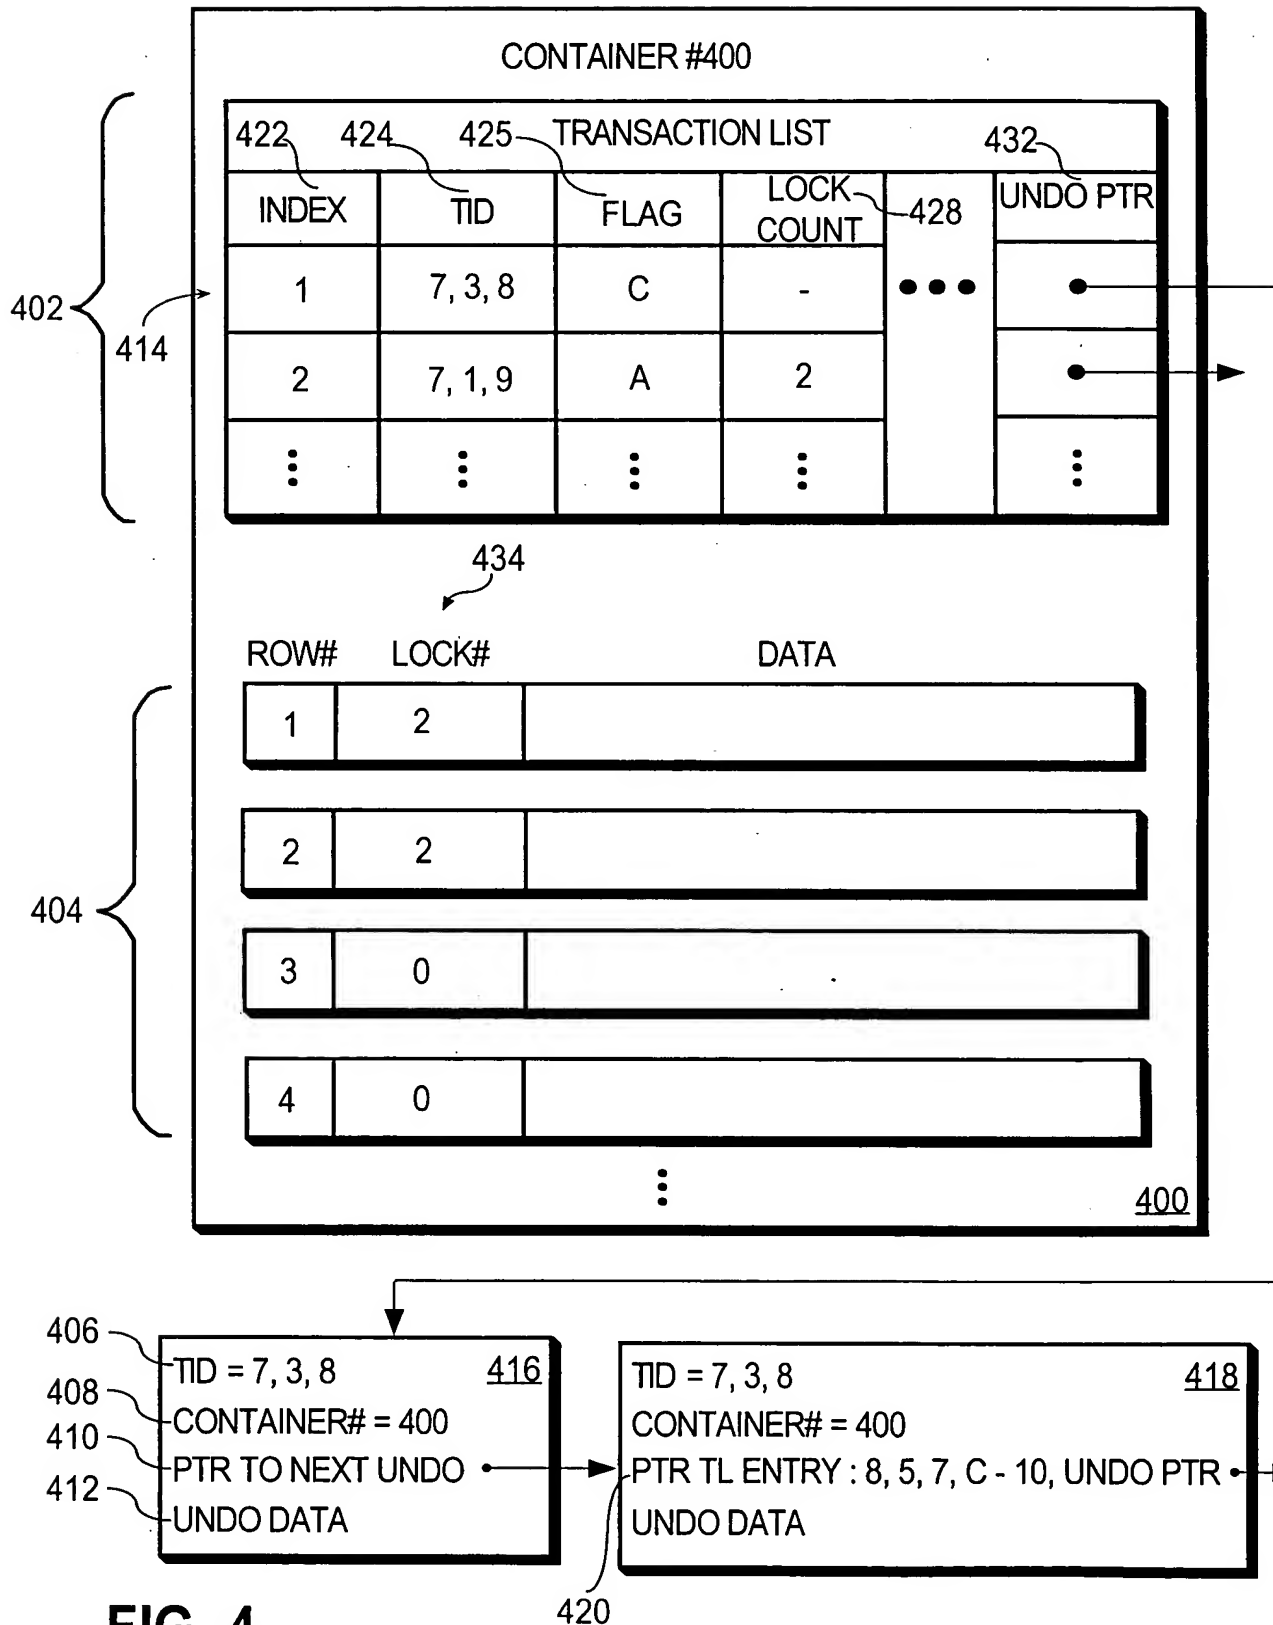 CONTAINER #400
422 424 425 TRANSACTION LIST 432
INDEX TID FLAG LOCK COUNT 428 UNDO PTR
402
414
1 7, 3, 8 C -
2 7, 1, 9 A 2
434
ROW# LOCK# DATA
1 2
2 2
404
3 0
4 0
400
406
TID = 7, 3, 8 416
408
CONTAINER# = 400
410
PTR TO NEXT UNDO
412
UNDO DATA
TID = 7, 3, 8 418
CONTAINER# = 400
PTR TL ENTRY : 8, 5, 7, C - 10, UNDO PTR
UNDO DATA
420
FIG. 4